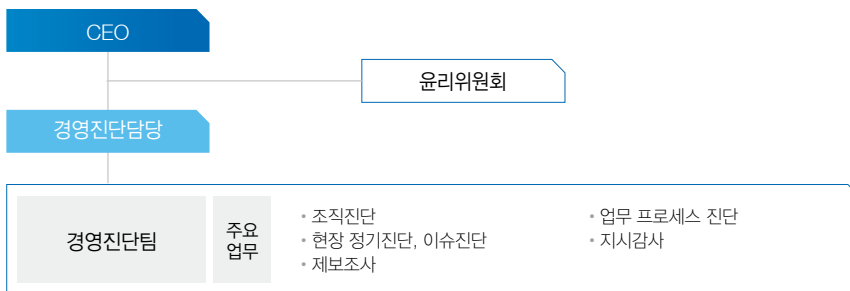 CEO
윤리위원회
경영진단담당
경영진단팀
주요
업무
• 조직진단
• 현장 정기진단, 이슈진단
• 제보조사
• 업무 프로세스 진단
• 지시감사